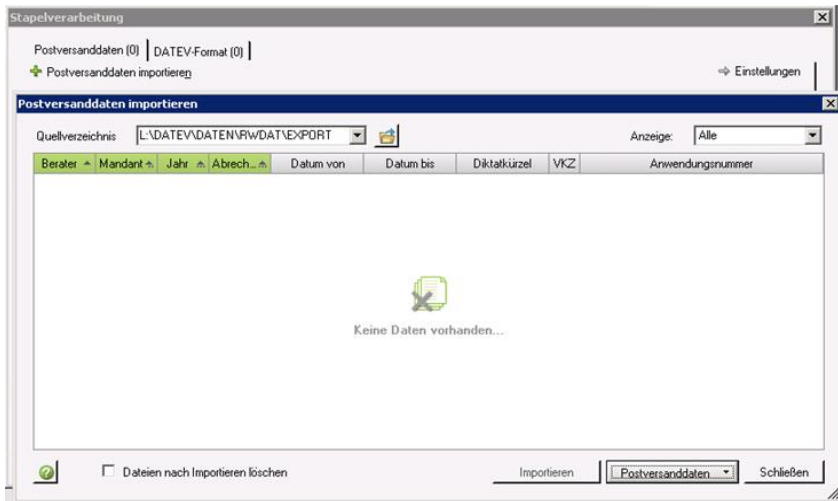 Stapelverarbeitung
Postversanddaten (0) DATEV-Format (0)
Postversanddaten importieren Einstellungen
Postversanddaten importieren
Quellverzeichnis L:\DATEV\DATEN\RWDAT\EXPORT Anzeige: Alle
Berater Mandant Jahr Abrech... Datum von Datum bis Diktatkürzel VKZ Anwendungsnummer
Keine Daten vorhanden...
Dateien nach Importieren löschen Importieren Postversanddaten Schließen